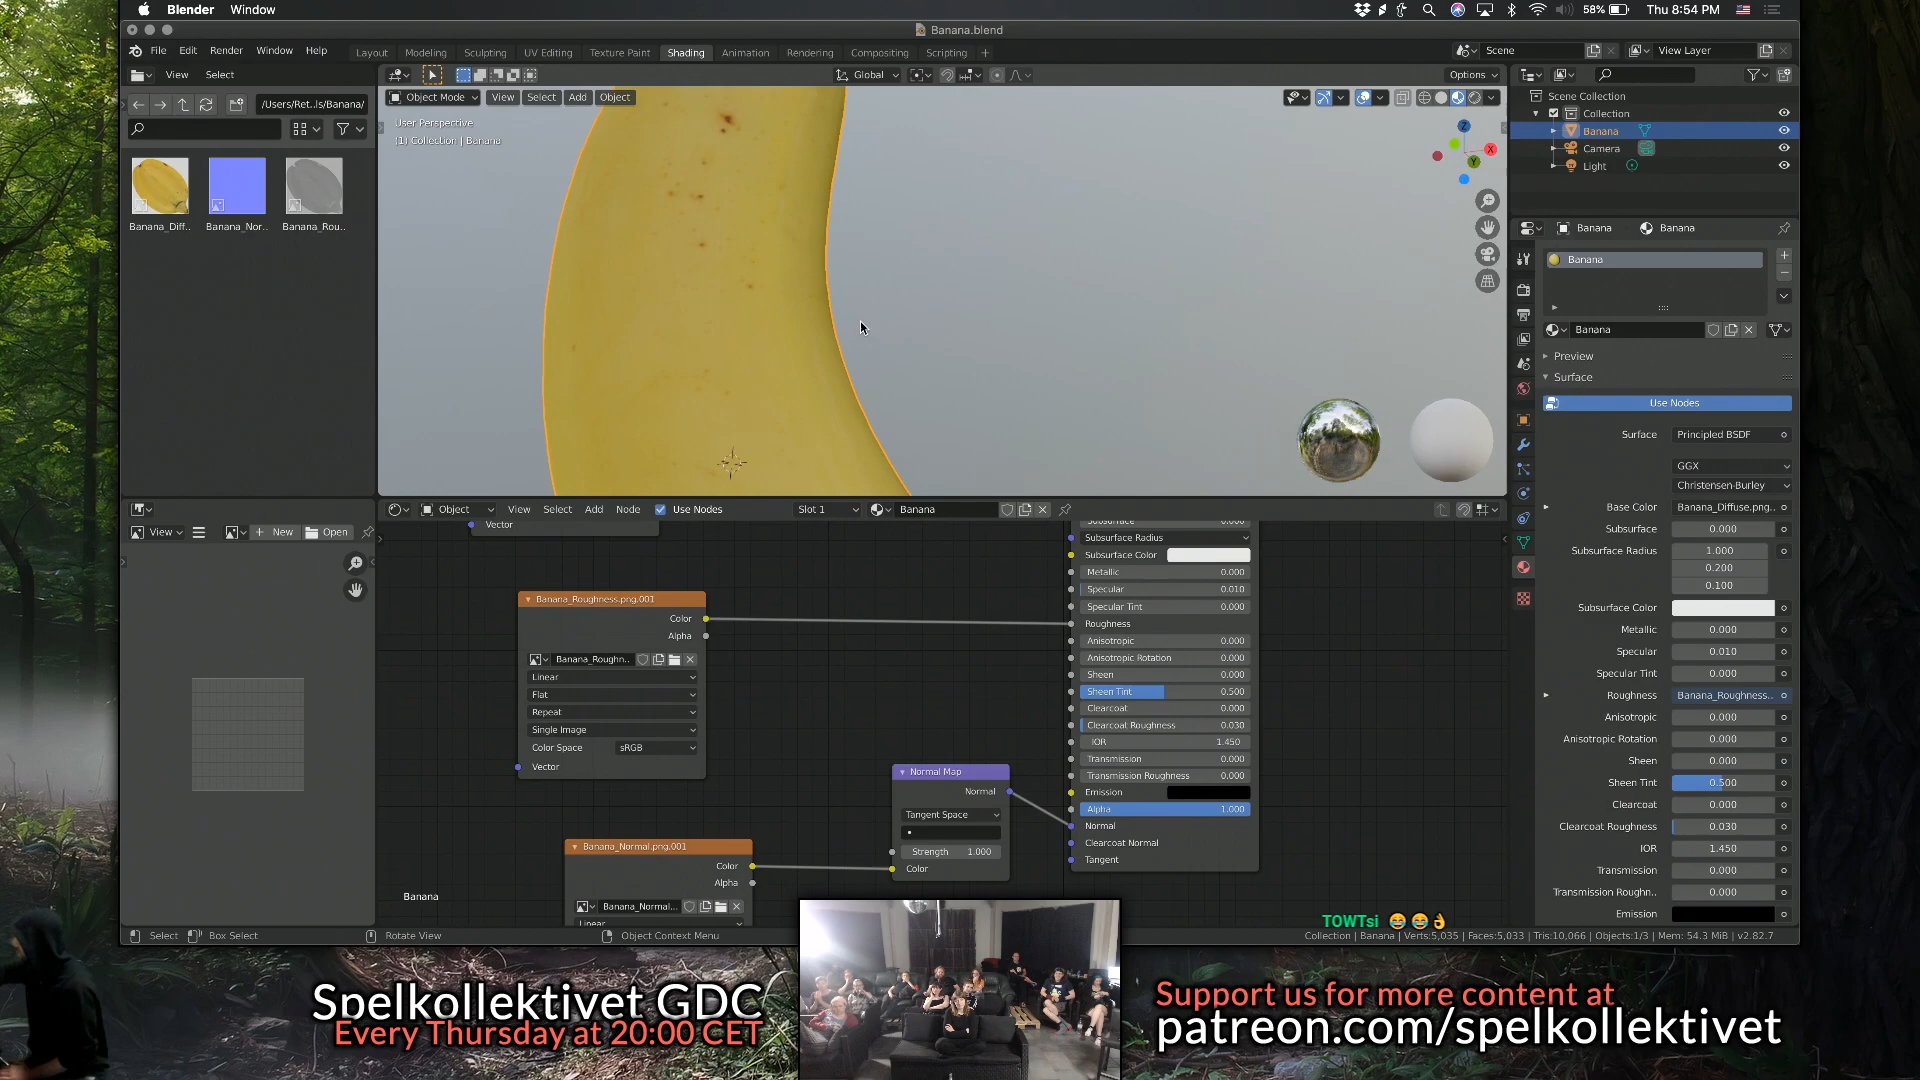 Blender Window
58% Thu 8:54 PM
Banana.blend
File Edit Render Window Help
Layout Modeling Sculpting UV Editing Texture Paint Shading Animation Rendering Compositing Scripting +
Scene
View Layer
View Select
Global
Options
/Users/Ret..ls/Banana/
Object Mode View Select Add Object
User Perspective
(1) Collection | Banana
Banana_Diff.. Banana_Nor.. Banana_Rou..
Z
X
Y
Scene Collection
Collection
Banana
Camera
Light
Banana Banana
Banana
Banana
Preview
Surface
Use Nodes
Surface Principled BSDF
GGX
Christensen-Burley
Base Color Banana_Diffuse.png..
Subsurface 0.000
Subsurface Radius 1.000
0.200
0.100
Subsurface Color
Metallic 0.000
Specular 0.010
Specular Tint 0.000
Roughness Banana_Roughness..
Anisotropic 0.000
Anisotropic Rotation 0.000
Sheen 0.000
Sheen Tint 0.500
Clearcoat 0.000
Clearcoat Roughness 0.030
IOR 1.450
Transmission 0.000
Transmission Roughn.. 0.000
Emission
Object View Select Add Node Use Nodes Slot 1 Banana
View + New Open
Vector
Banana_Roughness.png.001
Color
Alpha
Banana_Roughn..
Linear
Flat
Repeat
Single Image
Color Space sRGB
Vector
Banana_Normal.png.001
Color
Alpha
Banana_Normal...
Linear
Normal Map
Normal
Tangent Space
Strength 1.000
Color
Subsurface 0.000
Subsurface Radius
Subsurface Color
Metallic 0.000
Specular 0.010
Specular Tint 0.000
Roughness
Anisotropic 0.000
Anisotropic Rotation 0.000
Sheen 0.000
Sheen Tint 0.500
Clearcoat 0.000
Clearcoat Roughness 0.030
IOR 1.450
Transmission 0.000
Transmission Roughness 0.000
Emission
Alpha 1.000
Normal
Clearcoat Normal
Tangent
Banana
TOWTsi 😂😂👌
Select Box Select Rotate View Object Context Menu
Collection | Banana | Verts:5,035 | Faces:5,033 | Tris:10,066 | Objects:1/3 | Mem: 54.3 MiB | v2.82.7
Spelkollektivet GDC
Every Thursday at 20:00 CET
Support us for more content at
patreon.com/spelkollektivet